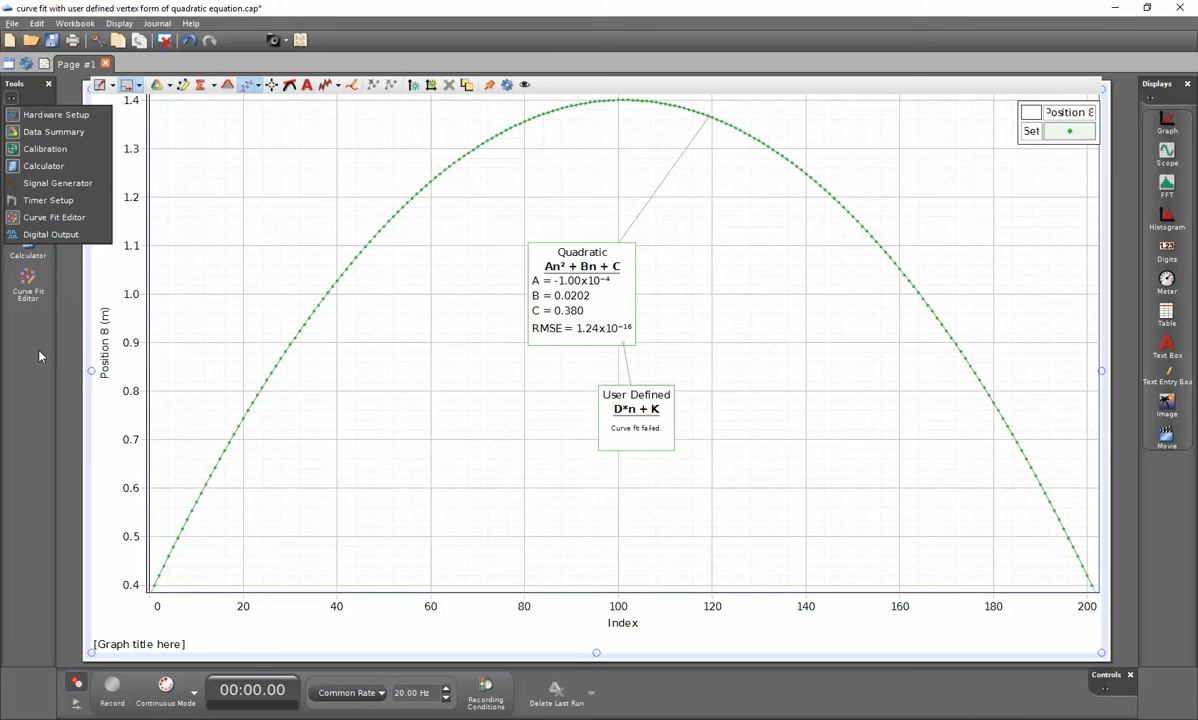 curve fit with user defined vertex form of quadratic equation.cap*
File Edit Workbook Display Journal Help
Page #1
Tools
Hardware Setup
Data Summary
Calibration
Calculator
Signal Generator
Timer Setup
Curve Fit Editor
Digital Output
Calculator
Curve Fit
Editor
Displays
Graph
Scope
FFT
Histogram
Digits
Meter
Table
Text Box
Text Entry Box
Image
Movie
Position 8
Set
Position 8 (m)
1.4
1.3
1.2
1.1
1.0
0.9
0.8
0.7
0.6
0.5
0.4
Quadratic
An² + Bn + C
A = -1.00x10⁻⁴
B = 0.0202
C = 0.380
RMSE = 1.24x10⁻¹⁶
User Defined
D*n + K
Curve fit failed.
0 20 40 60 80 100 120 140 160 180 200
Index
[Graph title here]
Record
Continuous Mode
00:00.00
Common Rate
20.00 Hz
Recording
Conditions
Delete Last Run
Controls